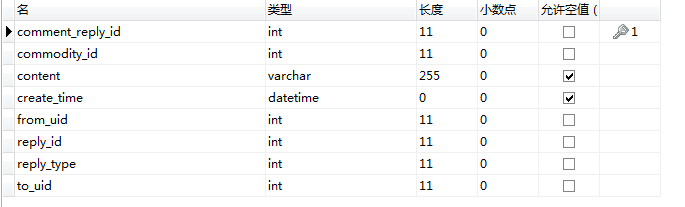 名 类型 长度 小数点 允许空值 (
comment_reply_id int 11 0 1
commodity_id int 11 0
content varchar 255 0
create_time datetime 0 0
from_uid int 11 0
reply_id int 11 0
reply_type int 11 0
to_uid int 11 0